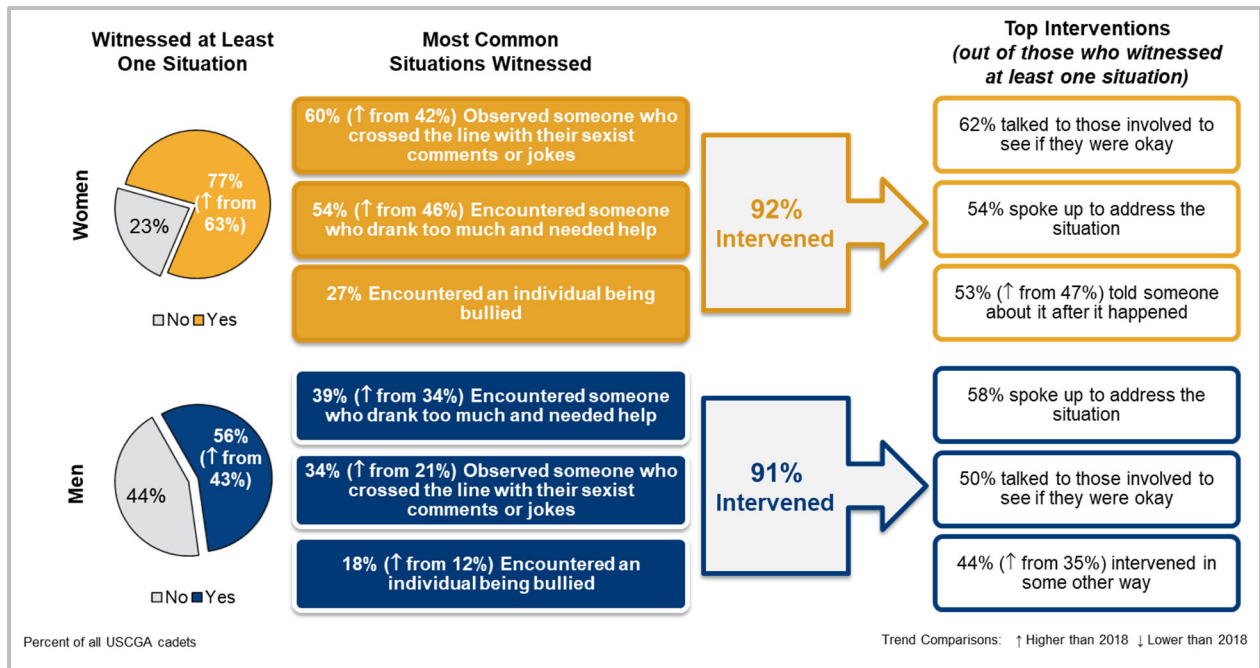 Witnessed at Least
One Situation
Most Common
Situations Witnessed
Top Interventions
(out of those who witnessed
at least one situation)
Women
77%
(↑ from
63%)
23%
No Yes
60% (↑ from 42%) Observed someone who
crossed the line with their sexist
comments or jokes
54% (↑ from 46%) Encountered someone
who drank too much and needed help
27% Encountered an individual being
bullied
92%
Intervened
62% talked to those involved to
see if they were okay
54% spoke up to address the
situation
53% (↑ from 47%) told someone
about it after it happened
Men
56%
(↑ from
43%)
44%
No Yes
39% (↑ from 34%) Encountered someone
who drank too much and needed help
34% (↑ from 21%) Observed someone who
crossed the line with their sexist
comments or jokes
18% (↑ from 12%) Encountered an
individual being bullied
91%
Intervened
58% spoke up to address the
situation
50% talked to those involved to
see if they were okay
44% (↑ from 35%) intervened in
some other way
Percent of all USCGA cadets
Trend Comparisons: ↑ Higher than 2018 ↓ Lower than 2018